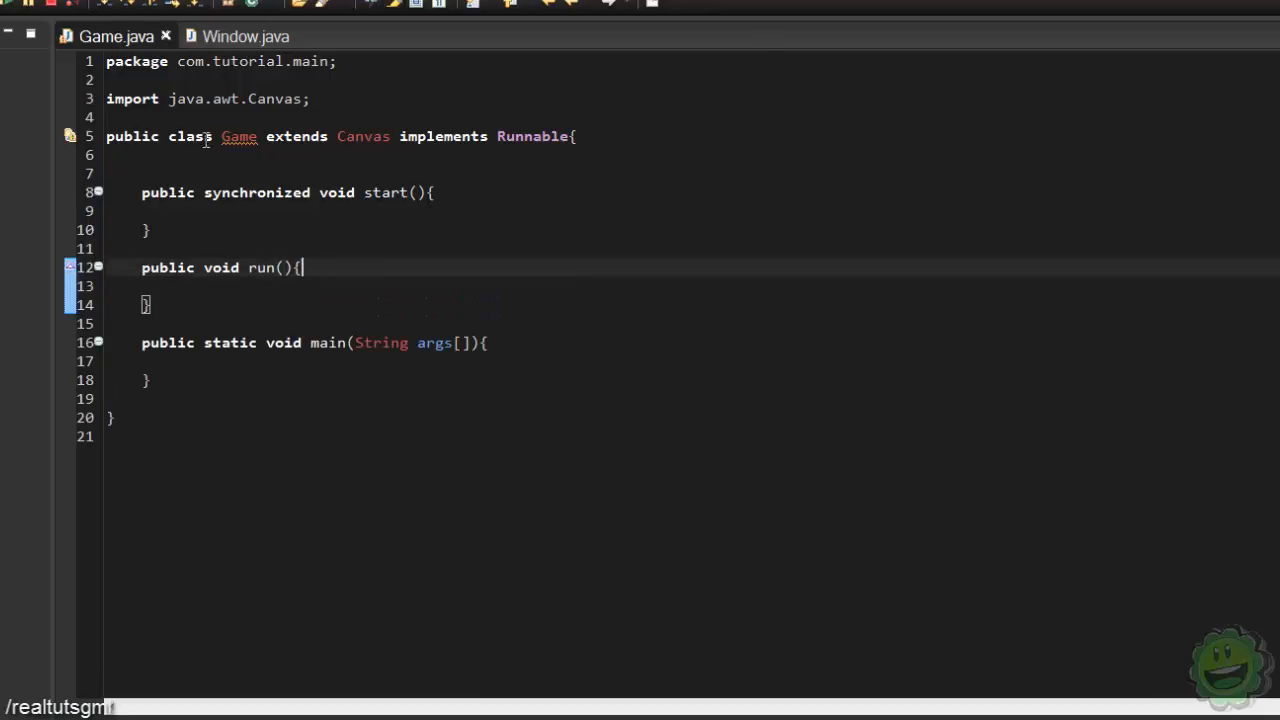 Game.java Window.java
1 package com.tutorial.main;
2
3 import java.awt.Canvas;
4
5 public class Game extends Canvas implements Runnable{
6
7
8 public synchronized void start(){
9
10 }
11
12 public void run(){
13
14 }
15
16 public static void main(String args[]){
17
18 }
19
20 }
21
/realtutsgm